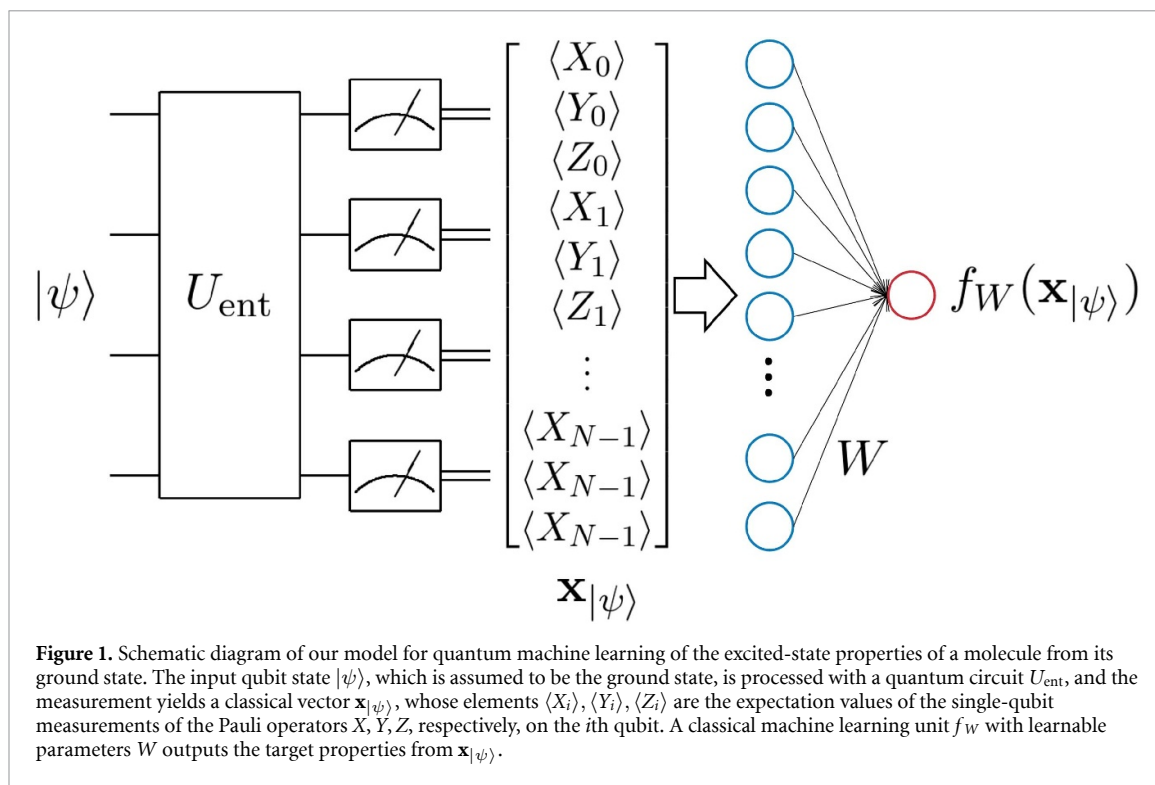 |ψ⟩
U_ent
⟨X_0⟩
⟨Y_0⟩
⟨Z_0⟩
⟨X_1⟩
⟨Y_1⟩
⟨Z_1⟩
⋮
⟨X_{N−1}⟩
⟨X_{N−1}⟩
⟨X_{N−1}⟩
x_{|ψ⟩}
W
f_W(x_{|ψ⟩})
Figure 1. Schematic diagram of our model for quantum machine learning of the excited-state properties of a molecule from its
ground state. The input qubit state |ψ⟩, which is assumed to be the ground state, is processed with a quantum circuit U_ent, and the
measurement yields a classical vector x_{|ψ⟩}, whose elements ⟨X_i⟩, ⟨Y_i⟩, ⟨Z_i⟩ are the expectation values of the single-qubit
measurements of the Pauli operators X, Y, Z, respectively, on the ith qubit. A classical machine learning unit f_W with learnable
parameters W outputs the target properties from x_{|ψ⟩}.